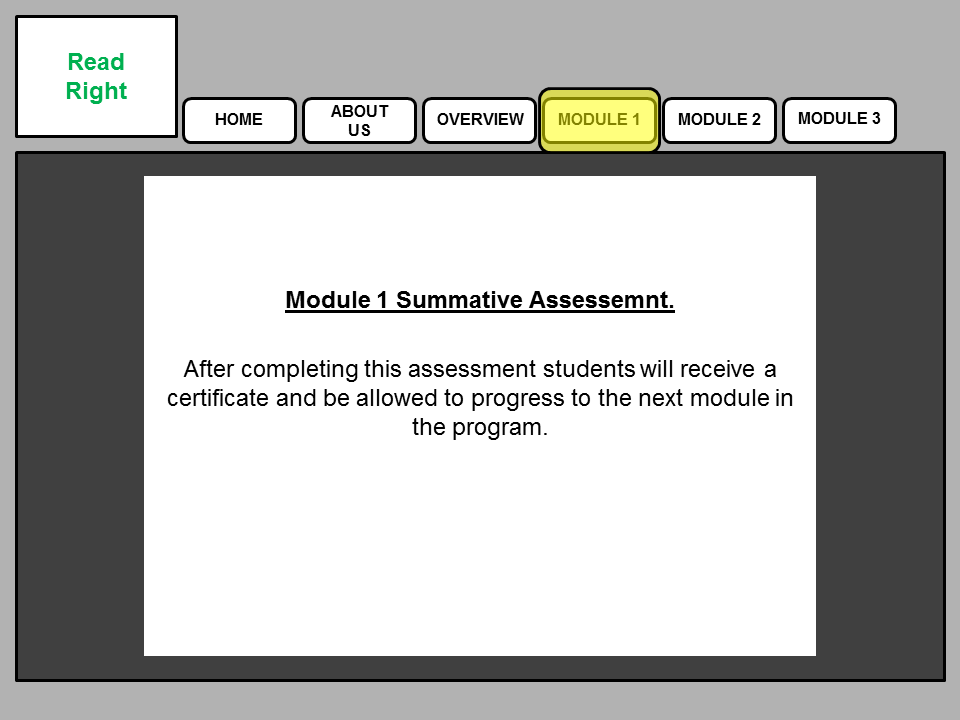 Read
Right
HOME
ABOUT
US
OVERVIEW
MODULE 1
MODULE 2
MODULE 3
Module 1 Summative Assessemnt.
After completing this assessment students will receive a
certificate and be allowed to progress to the next module in
the program.